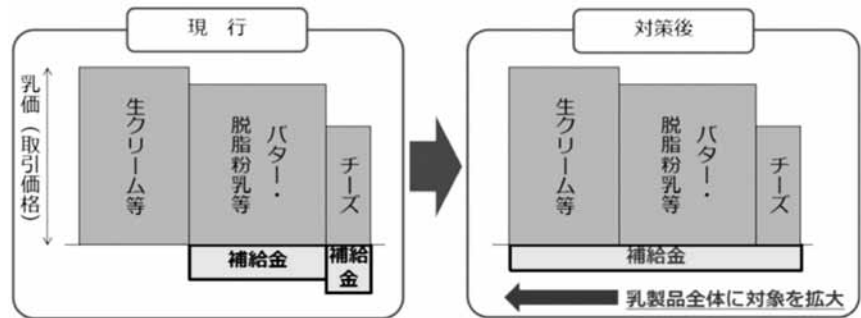 現 行
乳価（取引価格）
生クリーム等
バター・
脱脂粉乳等
チーズ
補給金
補給
金
対策後
生クリーム等
バター・
脱脂粉乳等
チーズ
補給金
乳製品全体に対象を拡大